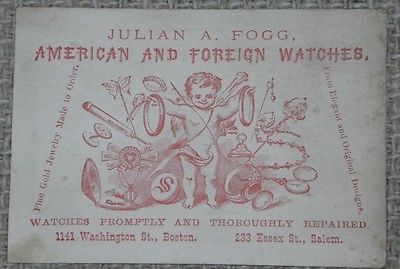 JULIAN A. FOGG,
AMERICAN AND FOREIGN WATCHES,
Fine Gold Jewelry Made to Order.
From Elegant and Original Designs.
WATCHES PROMPTLY AND THOROUGHLY REPAIRED.
1141 Washington St., Boston. 233 Essex St., Salem.